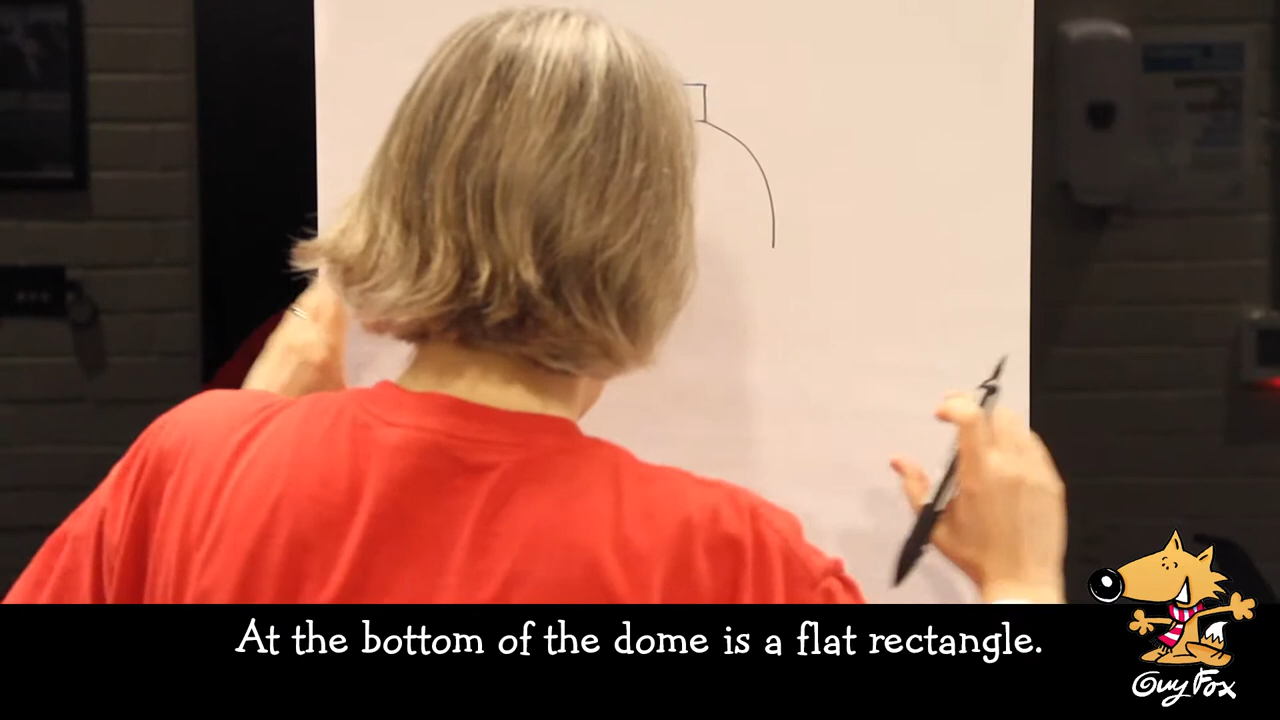 At the bottom of the dome is a flat rectangle.
Guy Fox